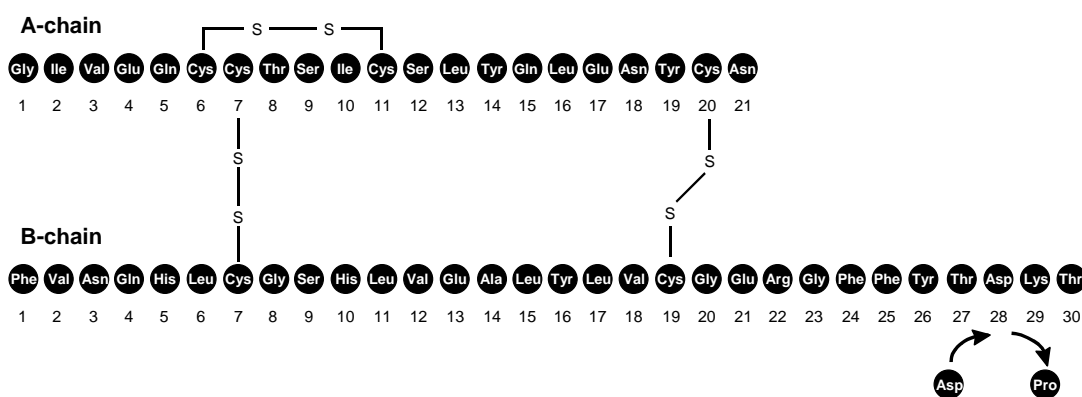 A-chain
S S
Gly Ile Val Glu Gln Cys Cys Thr Ser Ile Cys Ser Leu Tyr Gln Leu Glu Asn Tyr Cys Asn
1 2 3 4 5 6 7 8 9 10 11 12 13 14 15 16 17 18 19 20 21
S S
S S
B-chain
Phe Val Asn Gln His Leu Cys Gly Ser His Leu Val Glu Ala Leu Tyr Leu Val Cys Gly Glu Arg Gly Phe Phe Tyr Thr Asp Lys Thr
1 2 3 4 5 6 7 8 9 10 11 12 13 14 15 16 17 18 19 20 21 22 23 24 25 26 27 28 29 30
Asp Pro